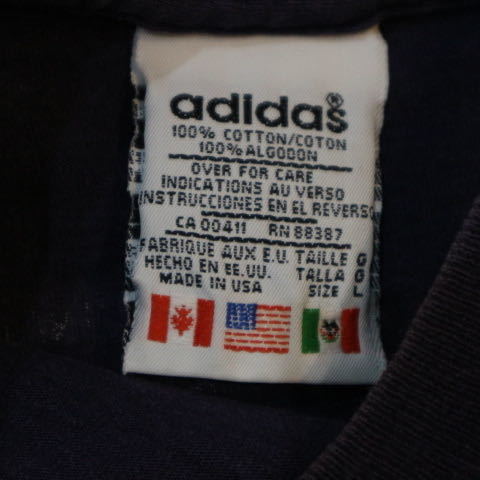 adidas®
100% COTTON/COTON
100% ALGODON
OVER FOR CARE
INDICATIONS AU VERSO
INSTRUCCIONES EN EL REVERSO
CA 00411 RN 88387
FABRIQUE AUX E.U. TAILLE G
HECHO EN EE.UU. TALLA G
MADE IN USA SIZE L